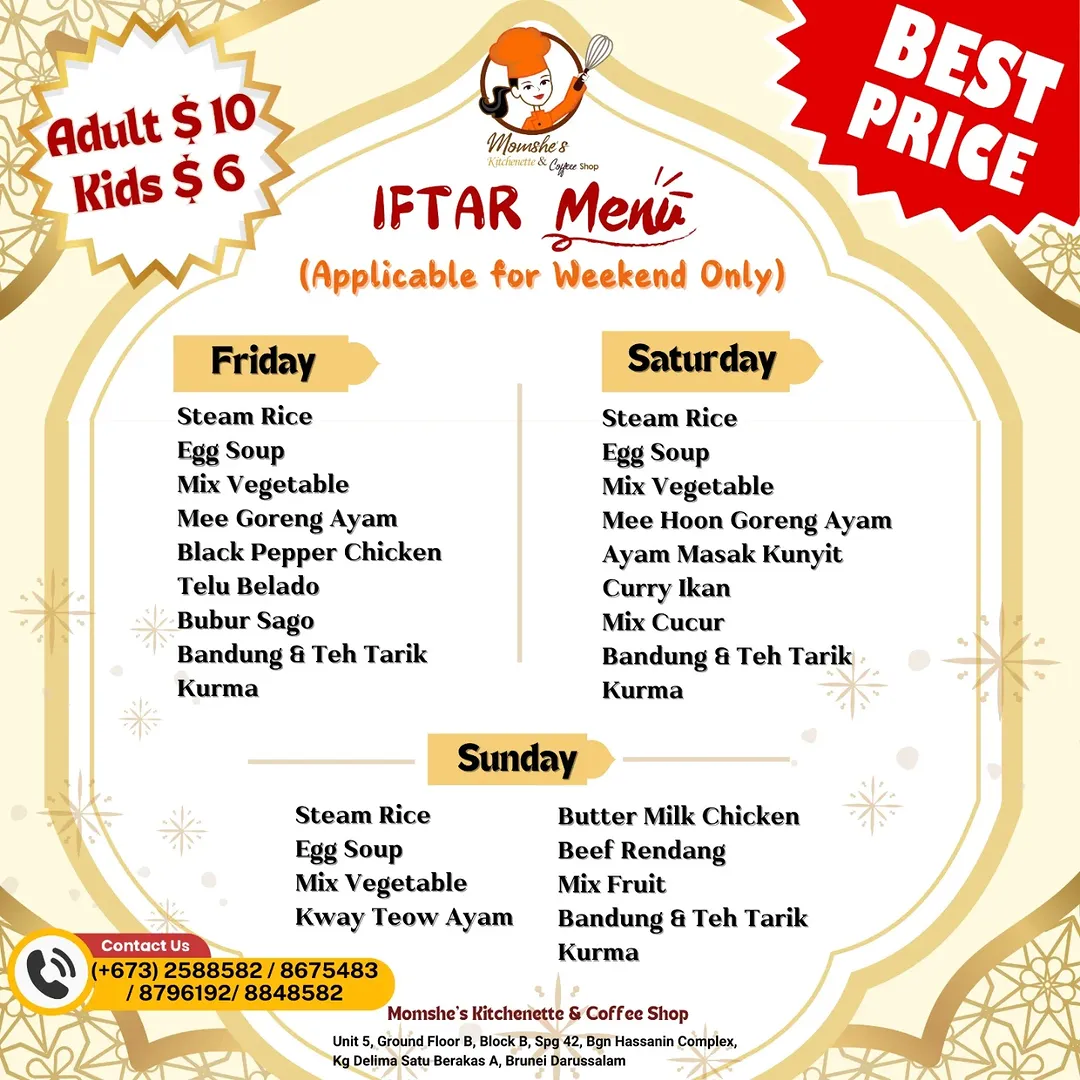 Adult $ 10
Kids $ 6
BEST
PRICE
Momshe's
Kitchenette & Coffee Shop
IFTAR Menu
(Applicable for Weekend Only)
Friday
Steam Rice
Egg Soup
Mix Vegetable
Mee Goreng Ayam
Black Pepper Chicken
Telu Belado
Bubur Sago
Bandung & Teh Tarik
Kurma
Saturday
Steam Rice
Egg Soup
Mix Vegetable
Mee Hoon Goreng Ayam
Ayam Masak Kunyit
Curry Ikan
Mix Cucur
Bandung & Teh Tarik
Kurma
Sunday
Steam Rice
Egg Soup
Mix Vegetable
Kway Teow Ayam
Butter Milk Chicken
Beef Rendang
Mix Fruit
Bandung & Teh Tarik
Kurma
Contact Us
(+673) 2588582 / 8675483
/ 8796192/ 8848582
Momshe's Kitchenette & Coffee Shop
Unit 5, Ground Floor B, Block B, Spg 42, Bgn Hassanin Complex,
Kg Delima Satu Berakas A, Brunei Darussalam